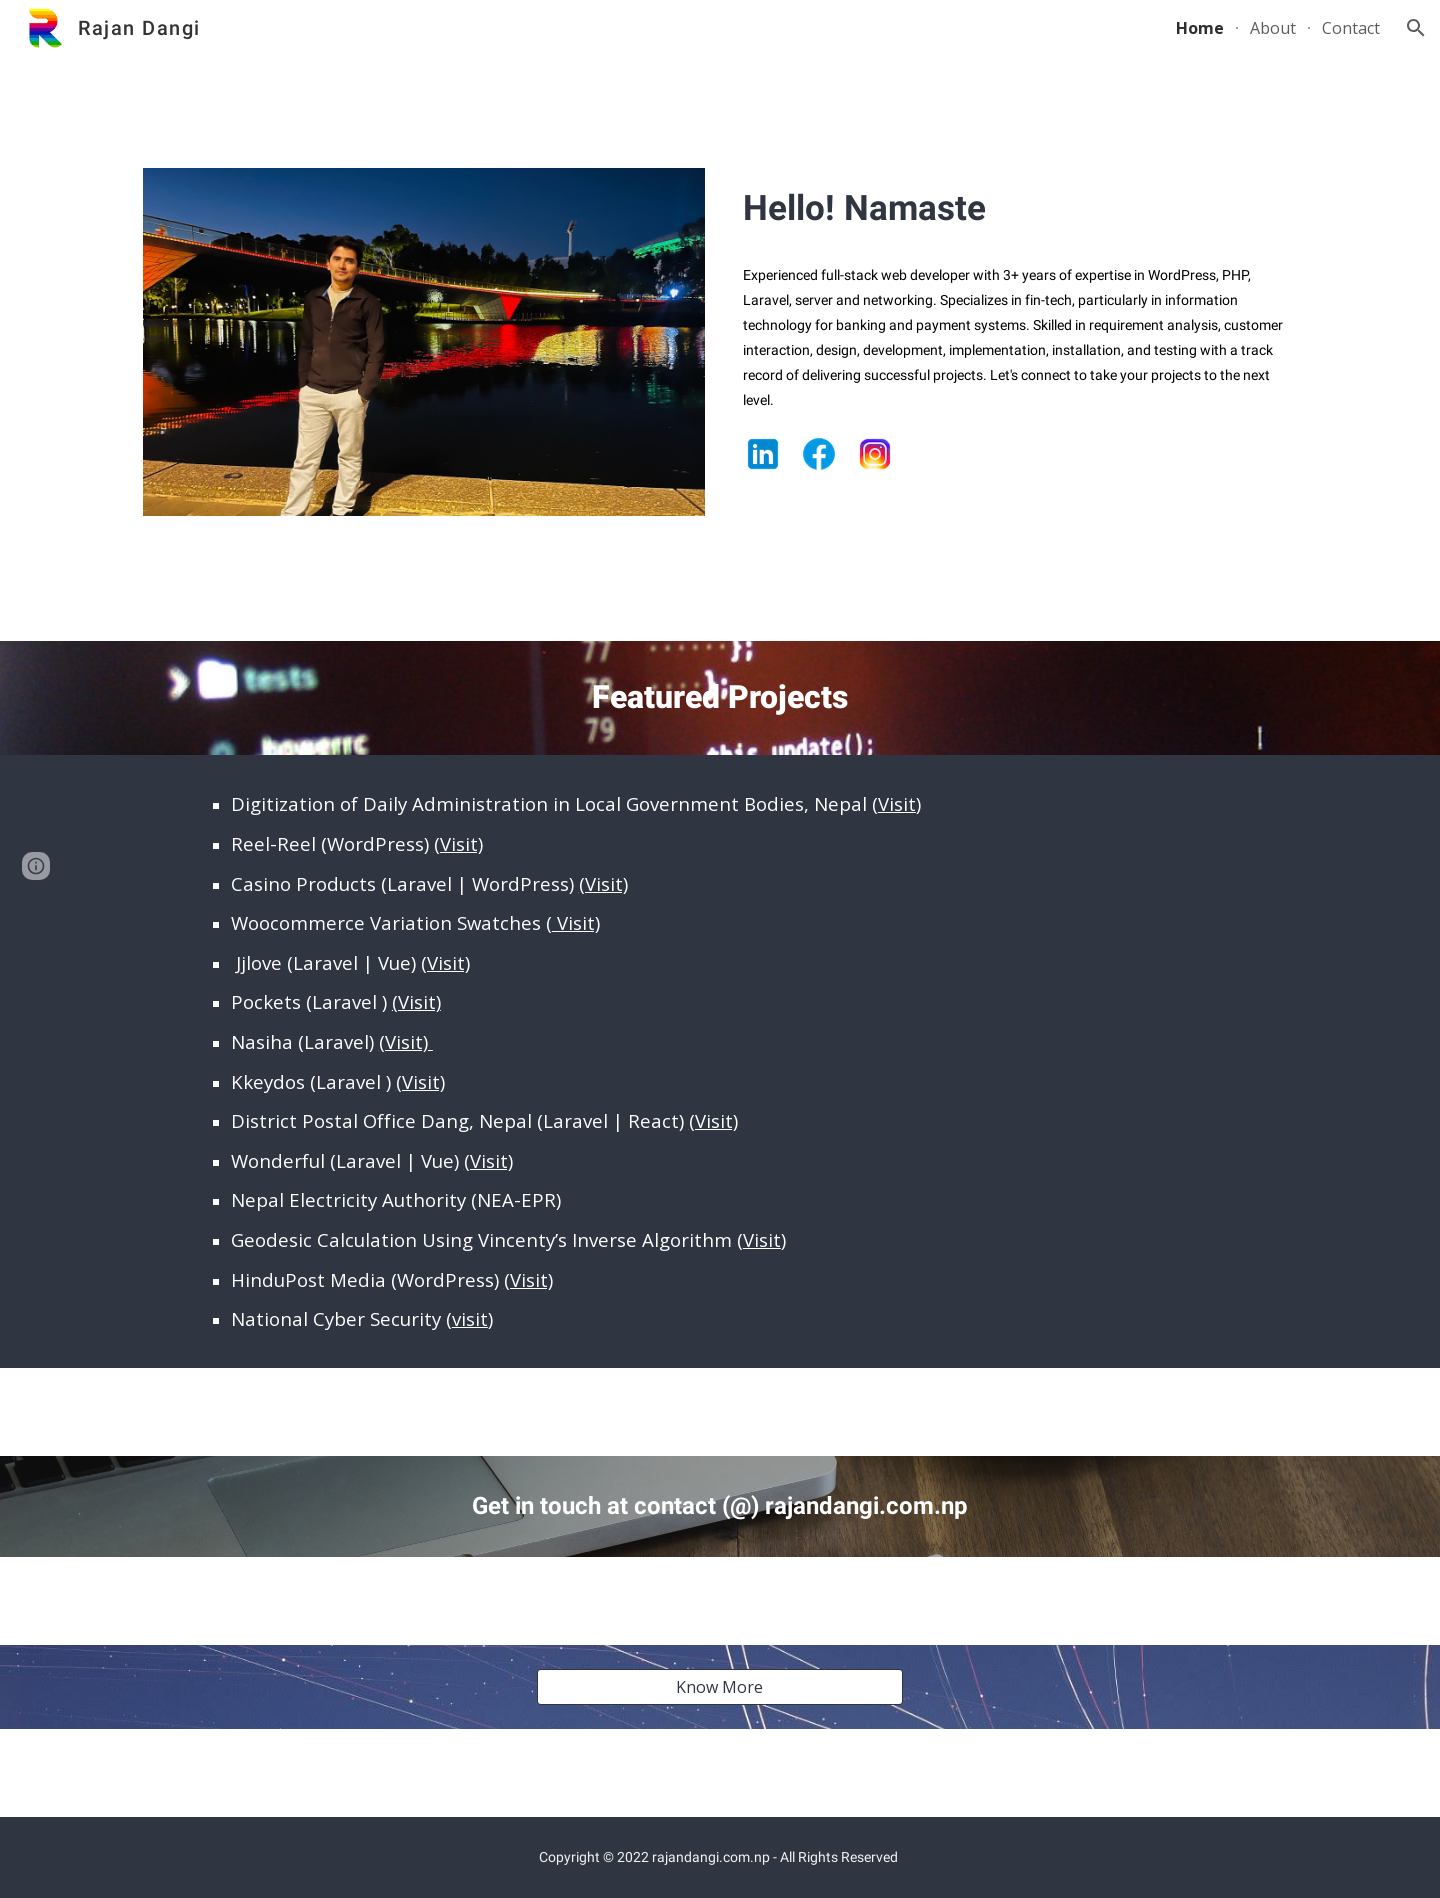 Rajan Dangi
Home · About · Contact
Hello! Namaste
Experienced full-stack web developer with 3+ years of expertise in WordPress, PHP,
Laravel, server and networking. Specializes in fin-tech, particularly in information
technology for banking and payment systems. Skilled in requirement analysis, customer
interaction, design, development, implementation, installation, and testing with a track
record of delivering successful projects. Let's connect to take your projects to the next
level.
in
77 ······};
tests
78 ·····};
Featured Projects
79
howerrc
this.update();
Digitization of Daily Administration in Local Government Bodies, Nepal (Visit)
Reel-Reel (WordPress) (Visit)
Casino Products (Laravel | WordPress) (Visit)
Woocommerce Variation Swatches ( Visit)
Jjlove (Laravel | Vue) (Visit)
Pockets (Laravel ) (Visit)
Nasiha (Laravel) (Visit)
Kkeydos (Laravel ) (Visit)
District Postal Office Dang, Nepal (Laravel | React) (Visit)
Wonderful (Laravel | Vue) (Visit)
Nepal Electricity Authority (NEA-EPR)
Geodesic Calculation Using Vincenty’s Inverse Algorithm (Visit)
HinduPost Media (WordPress) (Visit)
National Cyber Security (visit)
Get in touch at contact (@) rajandangi.com.np
Know More
Copyright © 2022 rajandangi.com.np - All Rights Reserved